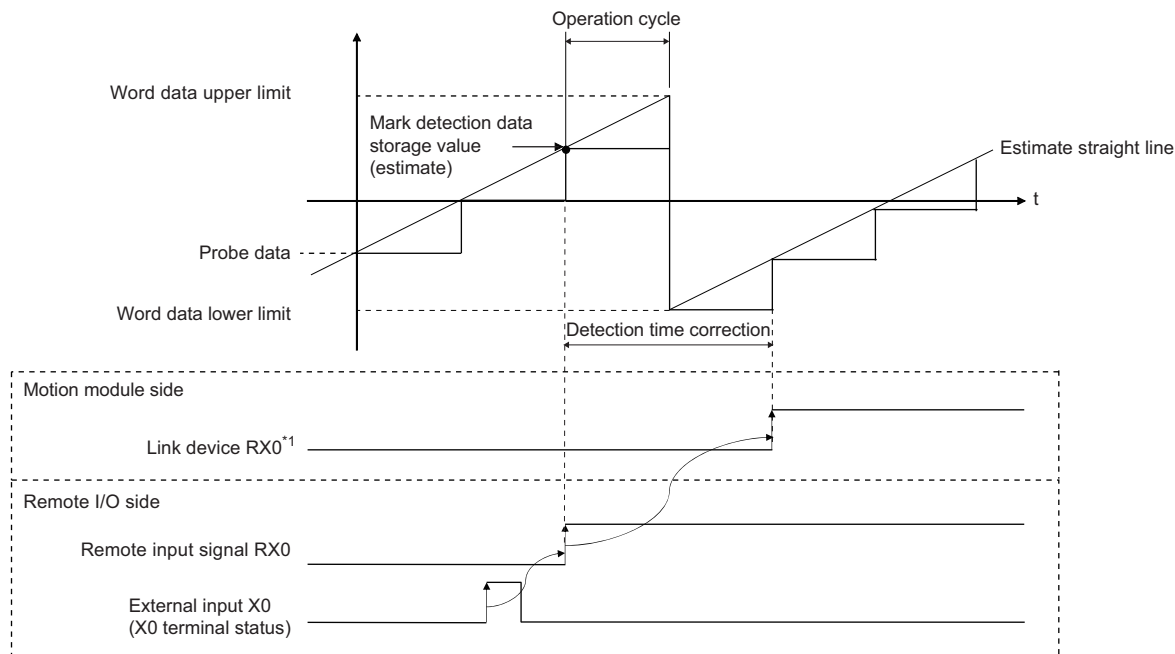 Operation cycle
Word data upper limit
Mark detection data
storage value
(estimate)
Estimate straight line
t
Probe data
Word data lower limit
Detection time correction
Motion module side
Link device RX0*1
Remote I/O side
Remote input signal RX0
External input X0
(X0 terminal status)